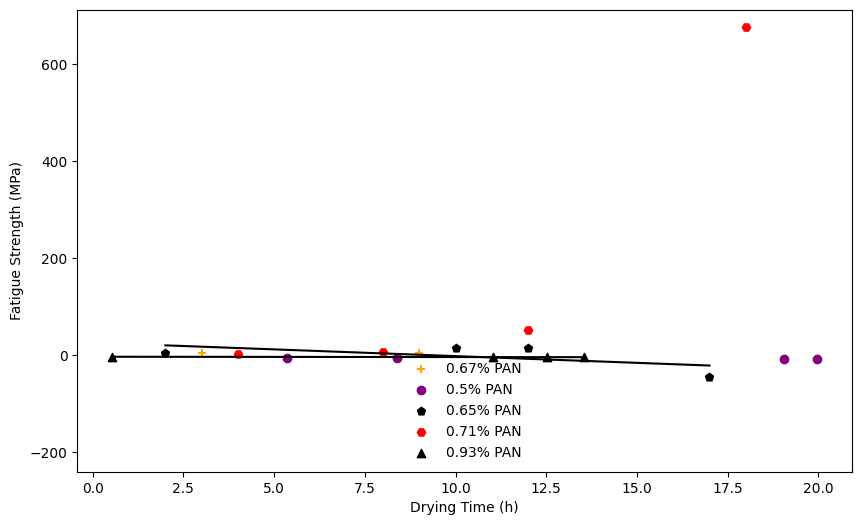 600
400
200
0
−200
0.0 2.5 5.0 7.5 10.0 12.5 15.0 17.5 20.0
Fatigue Strength (MPa)
Drying Time (h)
0.67% PAN
0.5% PAN
0.65% PAN
0.71% PAN
0.93% PAN